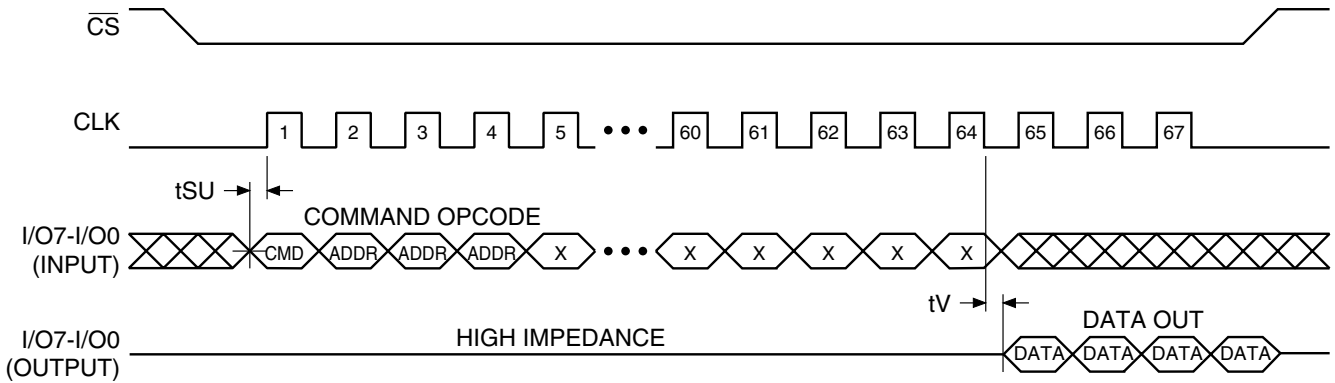 CS
CLK
1 2 3 4 5 ••• 60 61 62 63 64 65 66 67
tSU
COMMAND OPCODE
I/O7-I/O0
(INPUT)
CMD ADDR ADDR ADDR X ••• X X X X X
tV
DATA OUT
I/O7-I/O0
(OUTPUT)
HIGH IMPEDANCE
DATA DATA DATA DATA